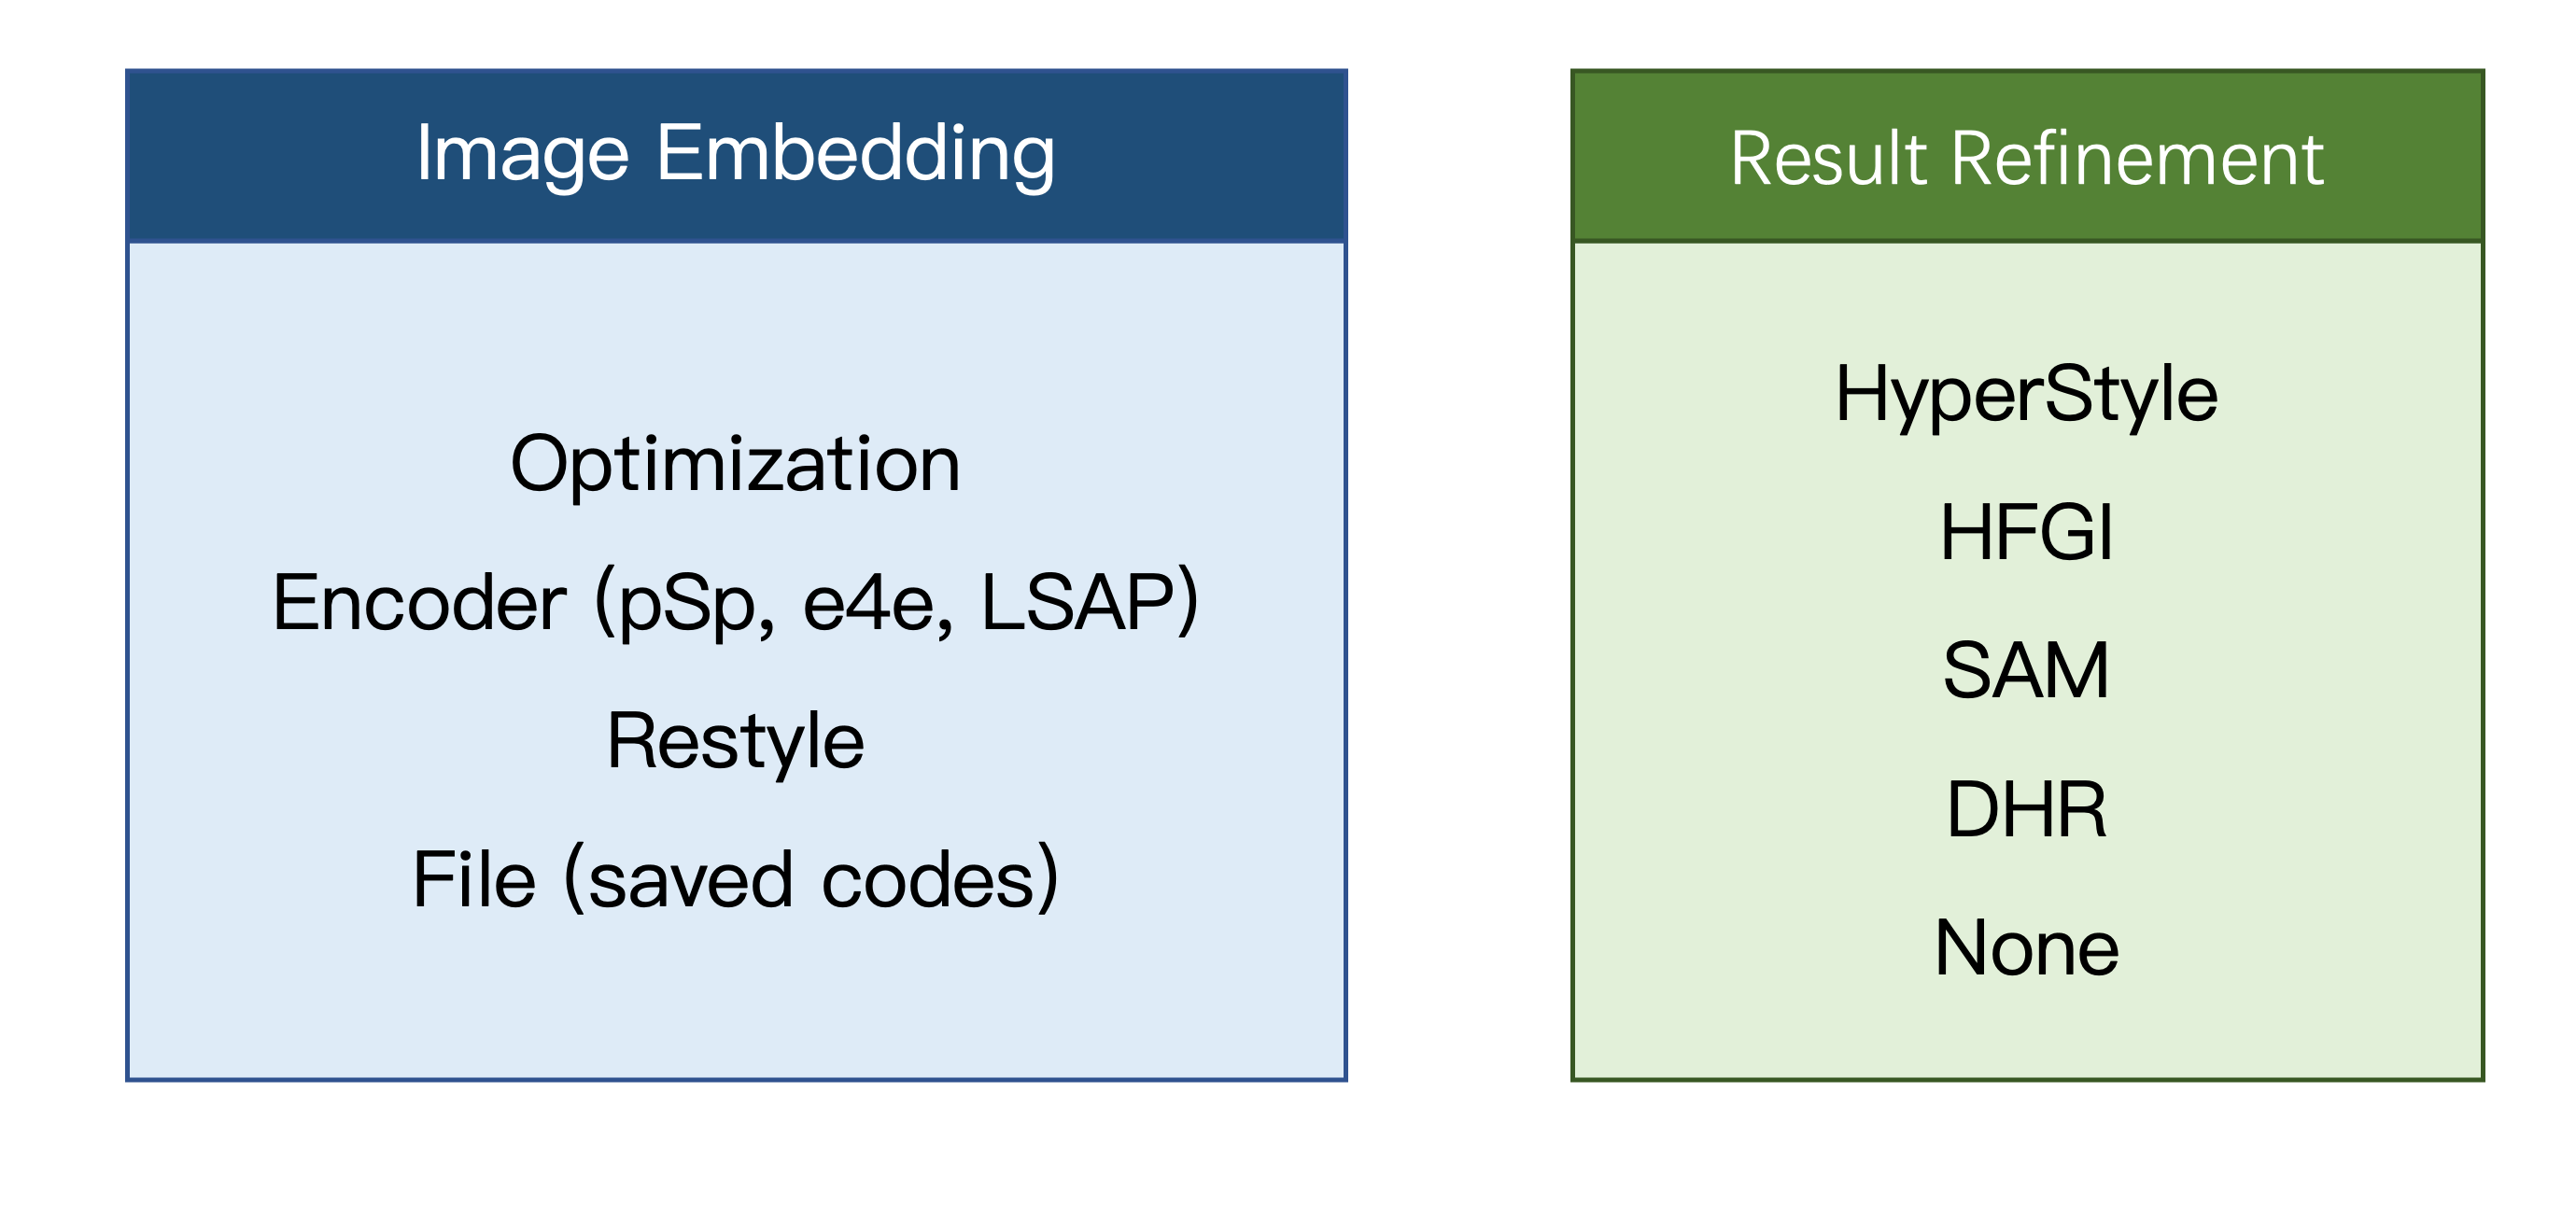 Image Embedding
Optimization
Encoder (pSp, e4e, LSAP)
Restyle
File (saved codes)
Result Refinement
HyperStyle
HFGI
SAM
DHR
None